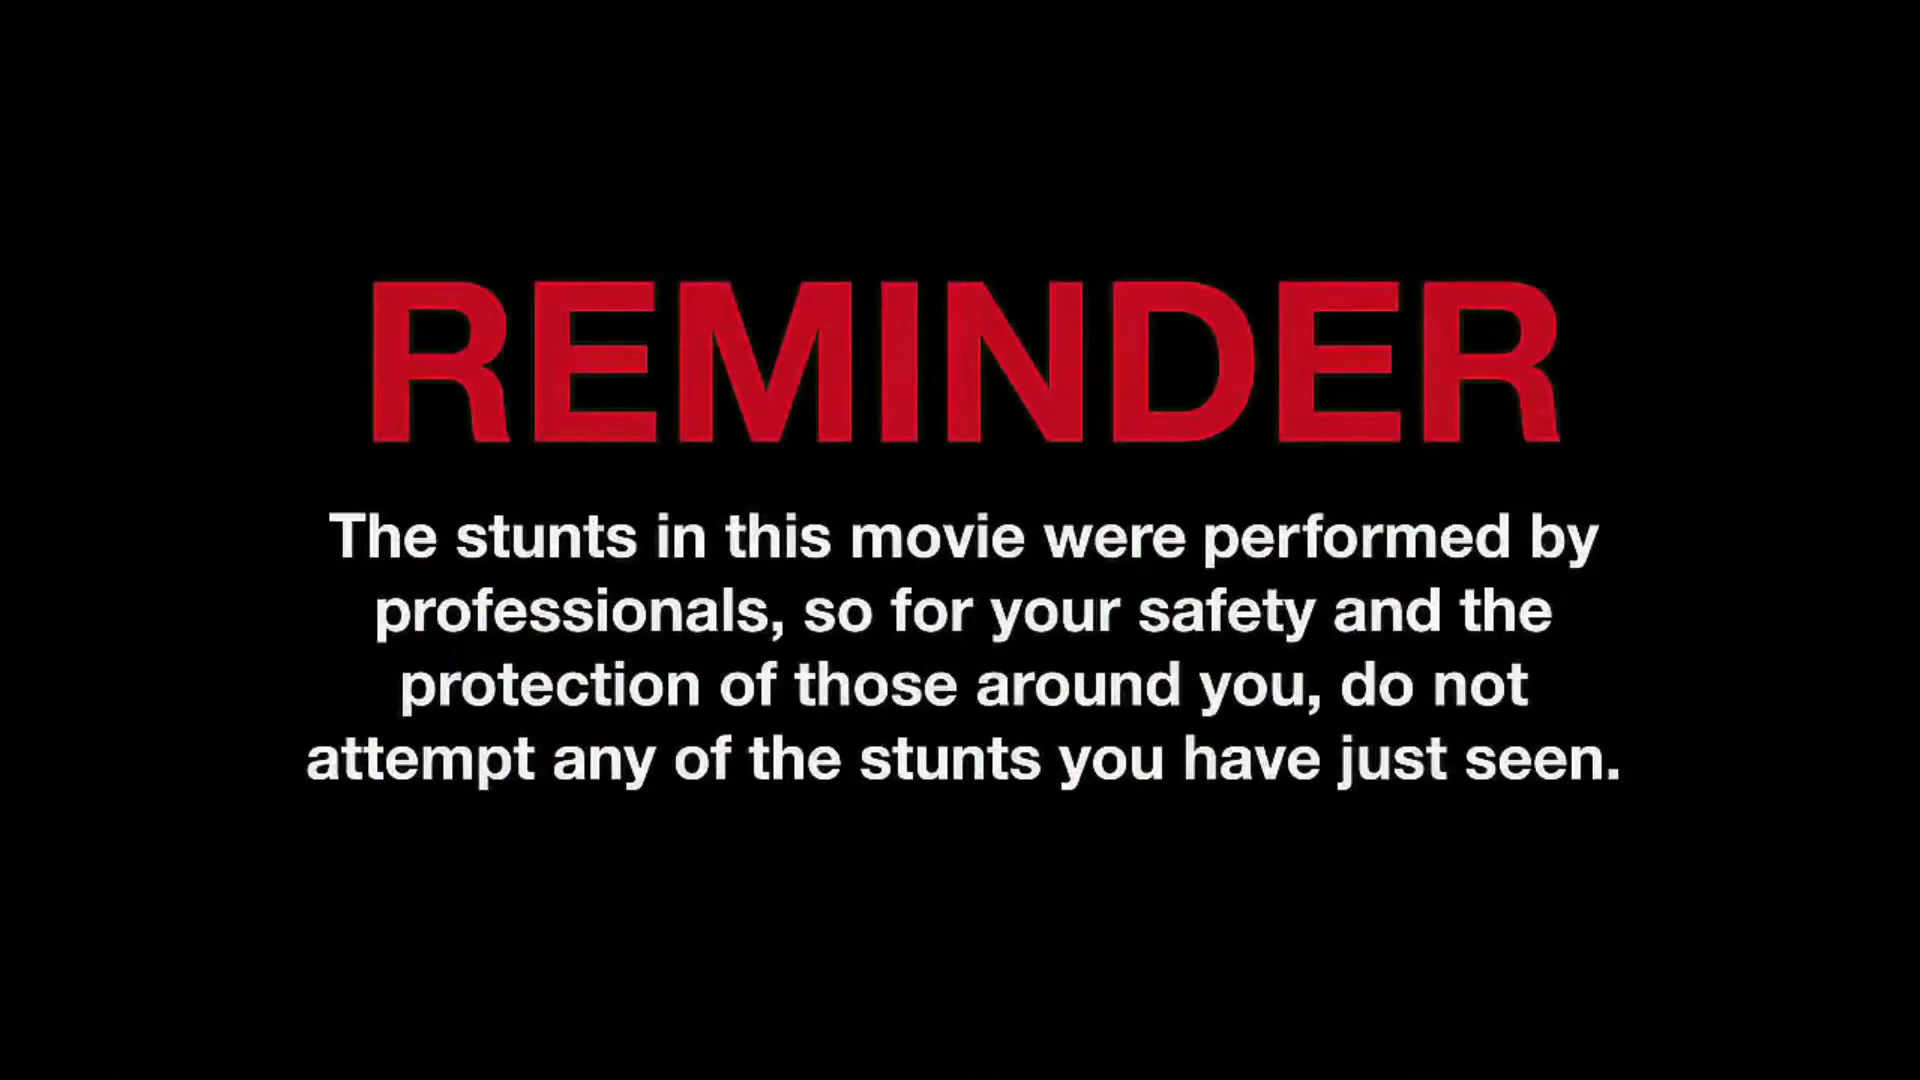 REMINDER
The stunts in this movie were performed by
professionals, so for your safety and the
protection of those around you, do not
attempt any of the stunts you have just seen.